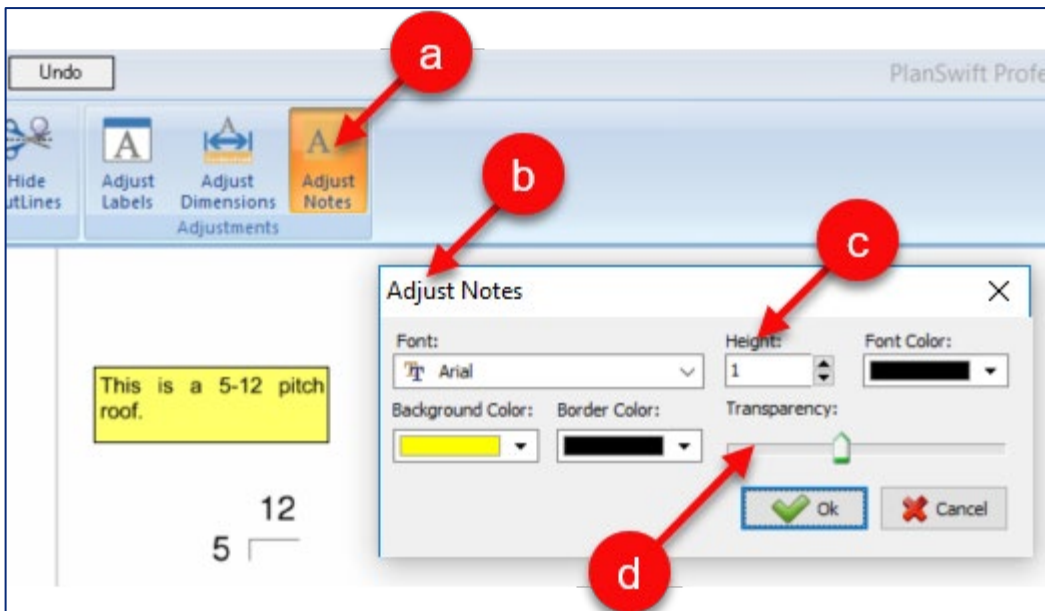 a
Undo
PlanSwift Profe
Hide
utLines
Adjust
Labels
Adjust
Dimensions
Adjust
Notes
Adjustments
b
c
Adjust Notes
Font:
Height:
Font Color:
Arial
1
This is a 5-12 pitch
roof.
Background Color:
Border Color:
Transparency:
Ok
Cancel
12
5
d